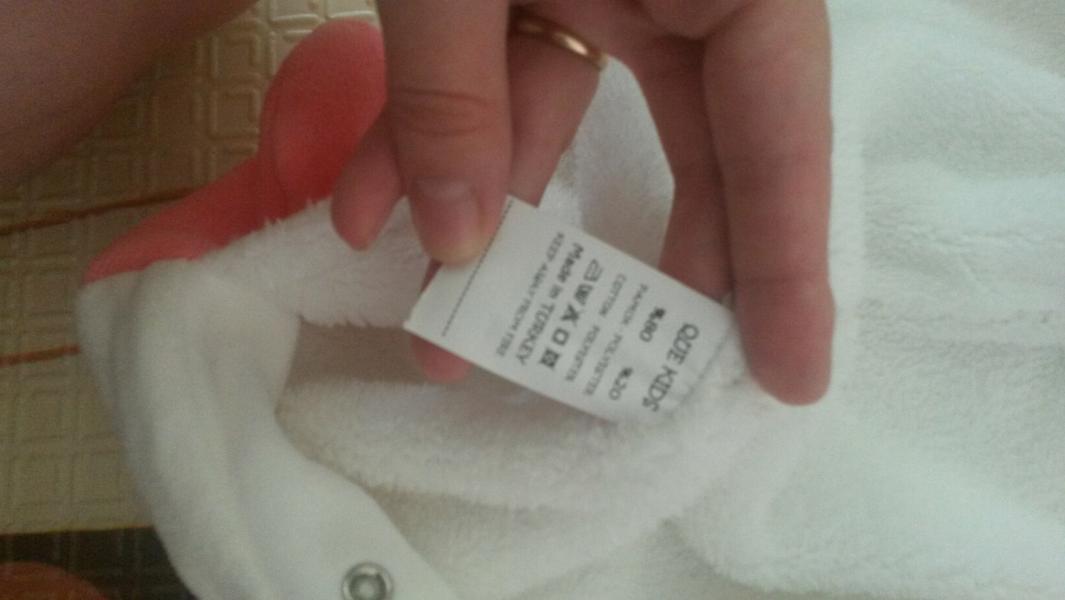 QUE KIDS
%80 %20
PAMUK POLYESTER
COTTON POLYESTER
Made in TURKEY
KEEP AWAY FROM FIRE